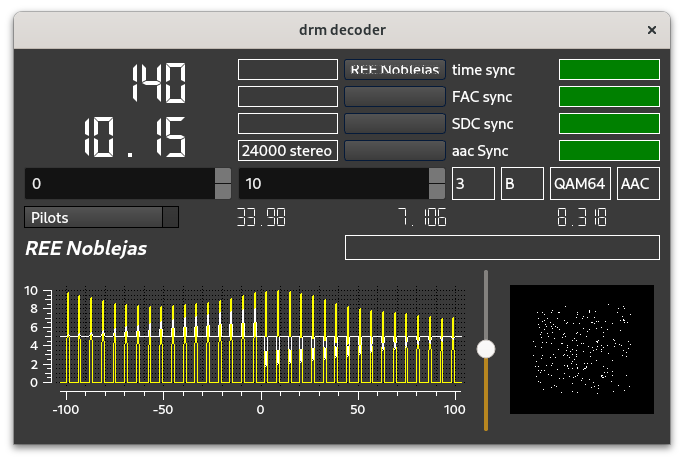 drm decoder ×
140 REE Noblejas time sync
10.15 FAC sync
SDC sync
24000 stereo aac Sync
0 10 3 B QAM64 AAC
Pilots 33.98 7.106 8.318
REE Noblejas
10
8
6
4
2
0
-100 -50 0 50 100